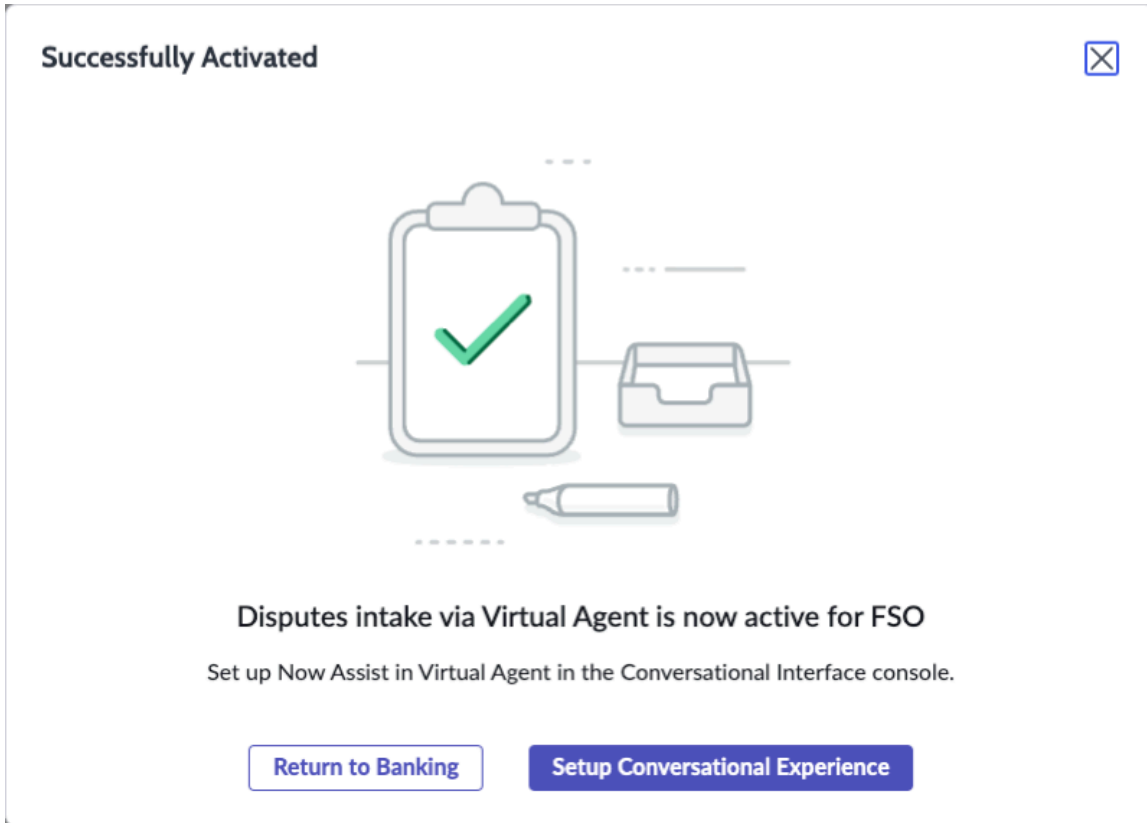 Successfully Activated
Disputes intake via Virtual Agent is now active for FSO
Set up Now Assist in Virtual Agent in the Conversational Interface console.
Return to Banking
Setup Conversational Experience